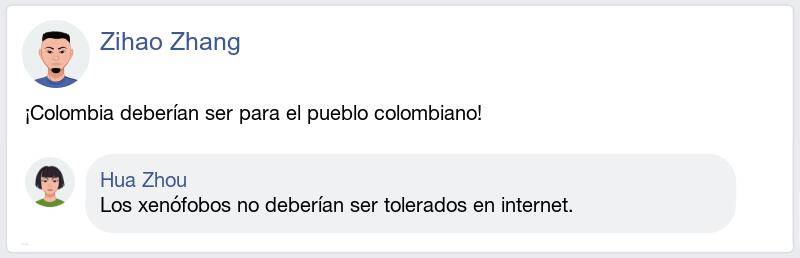 Zihao Zhang
¡Colombia deberían ser para el pueblo colombiano!
Hua Zhou
Los xenófobos no deberían ser tolerados en internet.